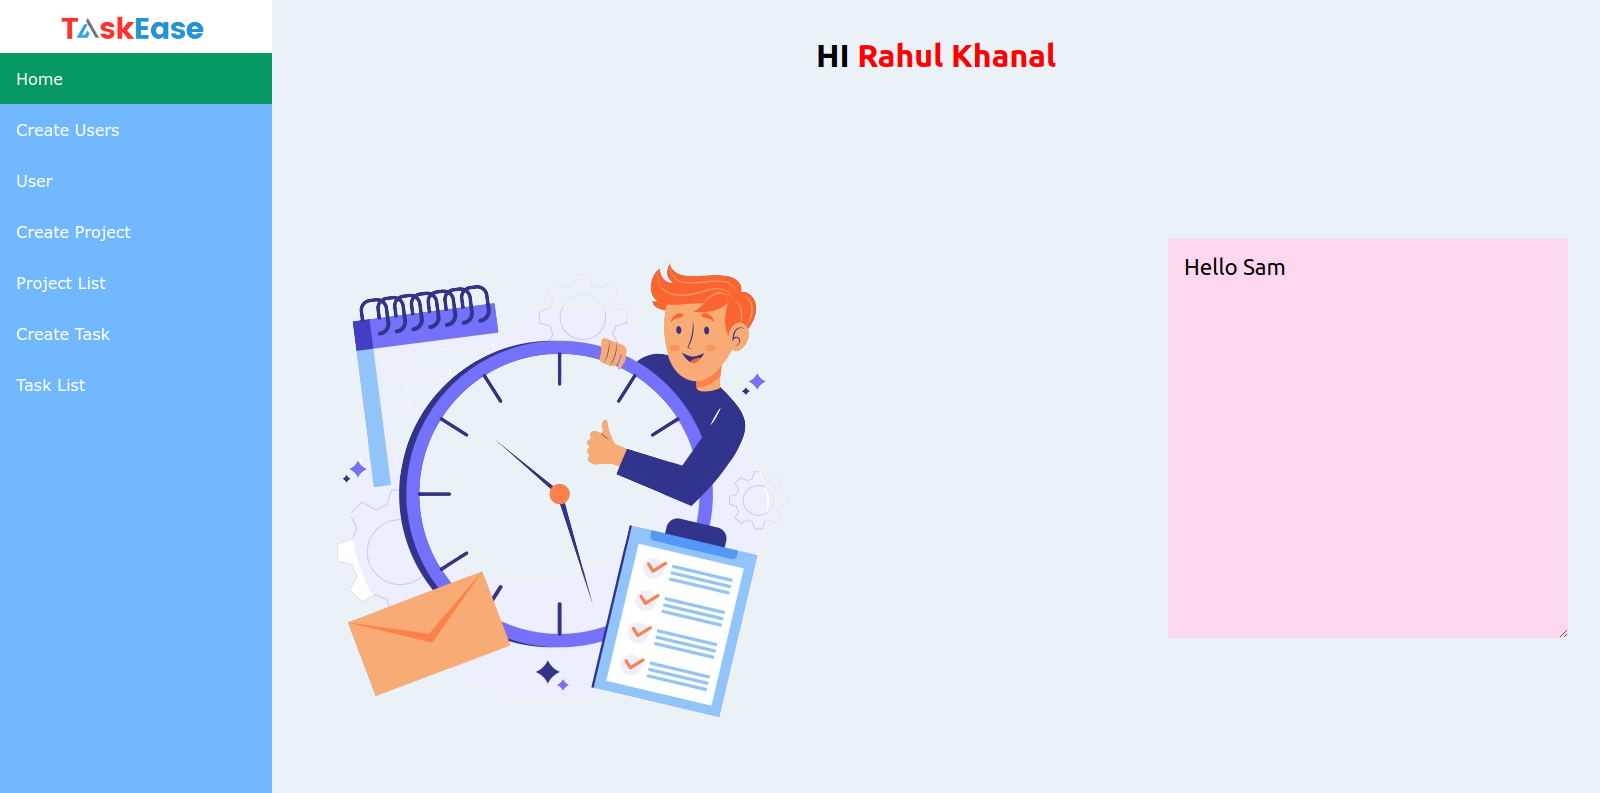 TaskEase
Home
Create Users
User
Create Project
Project List
Create Task
Task List
HI Rahul Khanal
Hello Sam